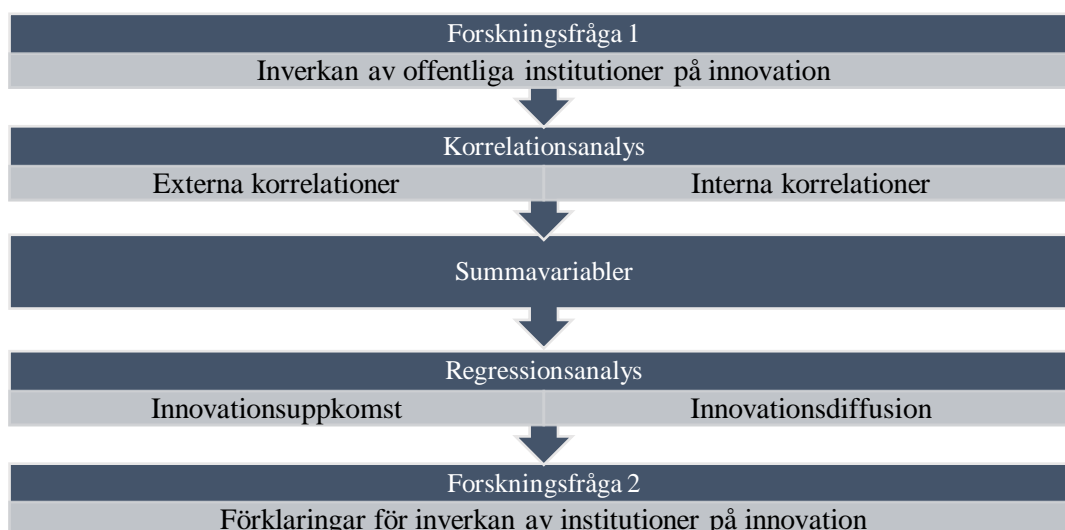 Forskningsfråga 1
Inverkan av offentliga institutioner på innovation
Korrelationsanalys
Externa korrelationer
Interna korrelationer
Summavariabler
Regressionsanalys
Innovationsuppkomst
Innovationsdiffusion
Forskningsfråga 2
Förklaringar för inverkan av institutioner på innovation